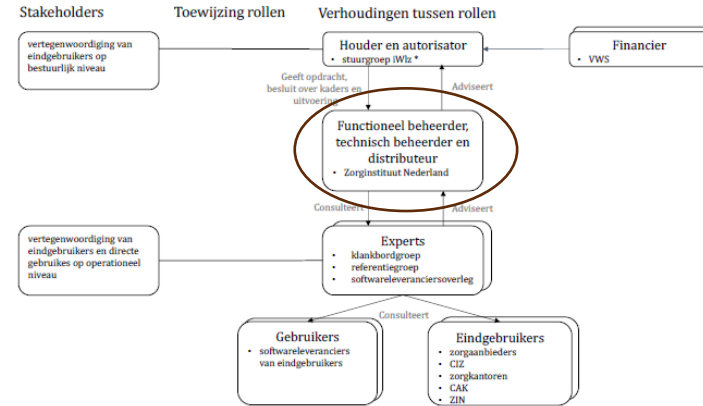 Stakeholders
Toewijzing rollen
Verhoudingen tussen rollen
vertegenwoordiging van
eindgebruikers op
bestuurlijk niveau
Houder en autorisator
• stuurgroep iWlz *
Financier
• VWS
Geeft opdracht,
besluit over kaders en
uitvoering
Adviseert
Functioneel beheerder,
technisch beheerder en
distributeur
• Zorginstituut Nederland
Consulteert
Adviseert
vertegenwoordiging van
eindgebruikers en directe
gebruikes op operationeel
niveau
Experts
• klankbordgroep
• referentiegroep
• softwareleveranciersoverleg
Consulteert
Gebruikers
• softwareleveranciers
van eindgebruikers
Eindgebruikers
• zorgaanbieders
• CIZ
• zorgkantoren
• CAK
• ZIN